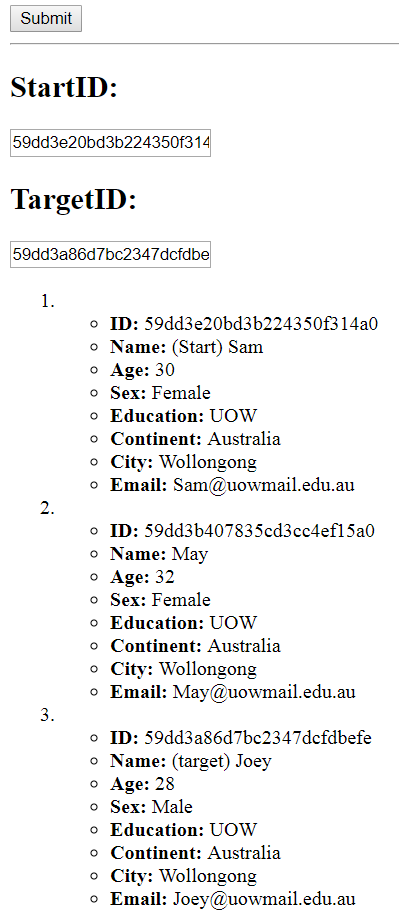 Submit
StartID:
59dd3e20bd3b224350f314
TargetID:
59dd3a86d7bc2347dcfdbe
1.
ID: 59dd3e20bd3b224350f314a0
Name: (Start) Sam
Age: 30
Sex: Female
Education: UOW
Continent: Australia
City: Wollongong
Email: Sam@uowmail.edu.au
2.
ID: 59dd3b407835cd3cc4ef15a0
Name: May
Age: 32
Sex: Female
Education: UOW
Continent: Australia
City: Wollongong
Email: May@uowmail.edu.au
3.
ID: 59dd3a86d7bc2347dcfdbefe
Name: (target) Joey
Age: 28
Sex: Male
Education: UOW
Continent: Australia
City: Wollongong
Email: Joey@uowmail.edu.au